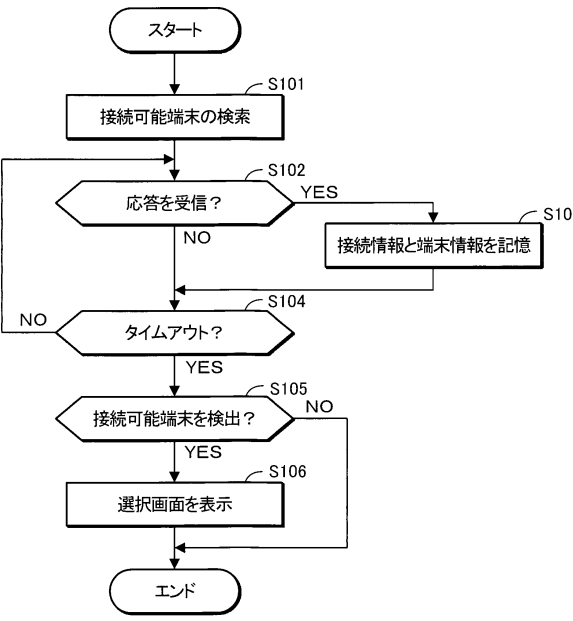 スタート
S101
接続可能端末の検索
S102
応答を受信？
YES
NO
S10
接続情報と端末情報を記憶
S104
タイムアウト？
NO
YES
S105
接続可能端末を検出？
NO
YES
S106
選択画面を表示
エンド